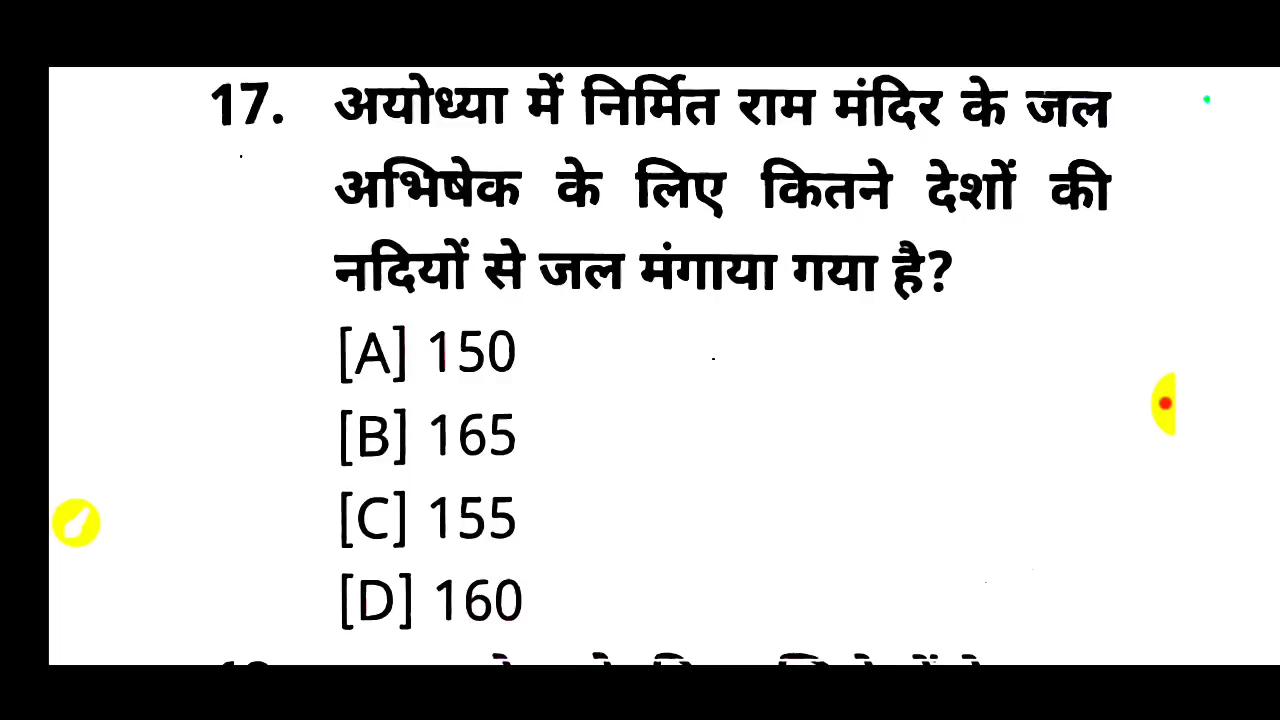 17. अयोध्या में निर्मित राम मंदिर के जल
अभिषेक के लिए कितने देशों की
नदियों से जल मंगाया गया है?
[A] 150
[B] 165
[C] 155
[D] 160